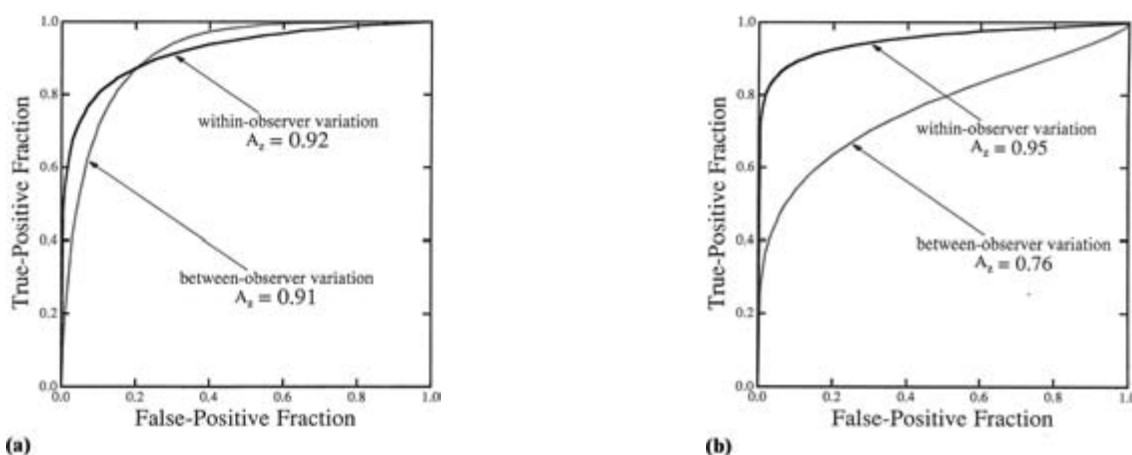 True-Positive Fraction
1.0
0.8
0.6
0.4
0.2
0.0
within-observer variation
A_z = 0.92
between-observer variation
A_z = 0.91
0.0 0.2 0.4 0.6 0.8 1.0
False-Positive Fraction
(a)
True-Positive Fraction
1.0
0.8
0.6
0.4
0.2
0.0
within-observer variation
A_z = 0.95
between-observer variation
A_z = 0.76
0.0 0.2 0.4 0.6 0.8 1.0
False-Positive Fraction
(b)